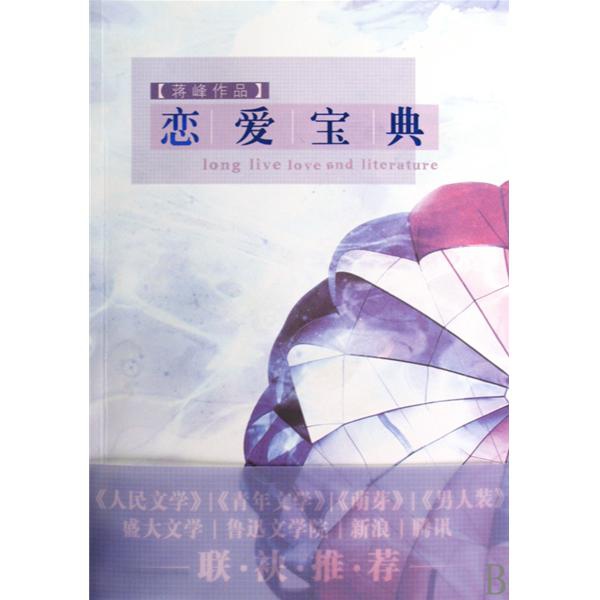 【蒋峰作品】
恋爱宝典
long live love and literature
《人民文学》|《青年文学》|《萌芽》|《男人装》
盛大文学|鲁迅文学院|新浪|腾讯
联·袂·推·荐
B